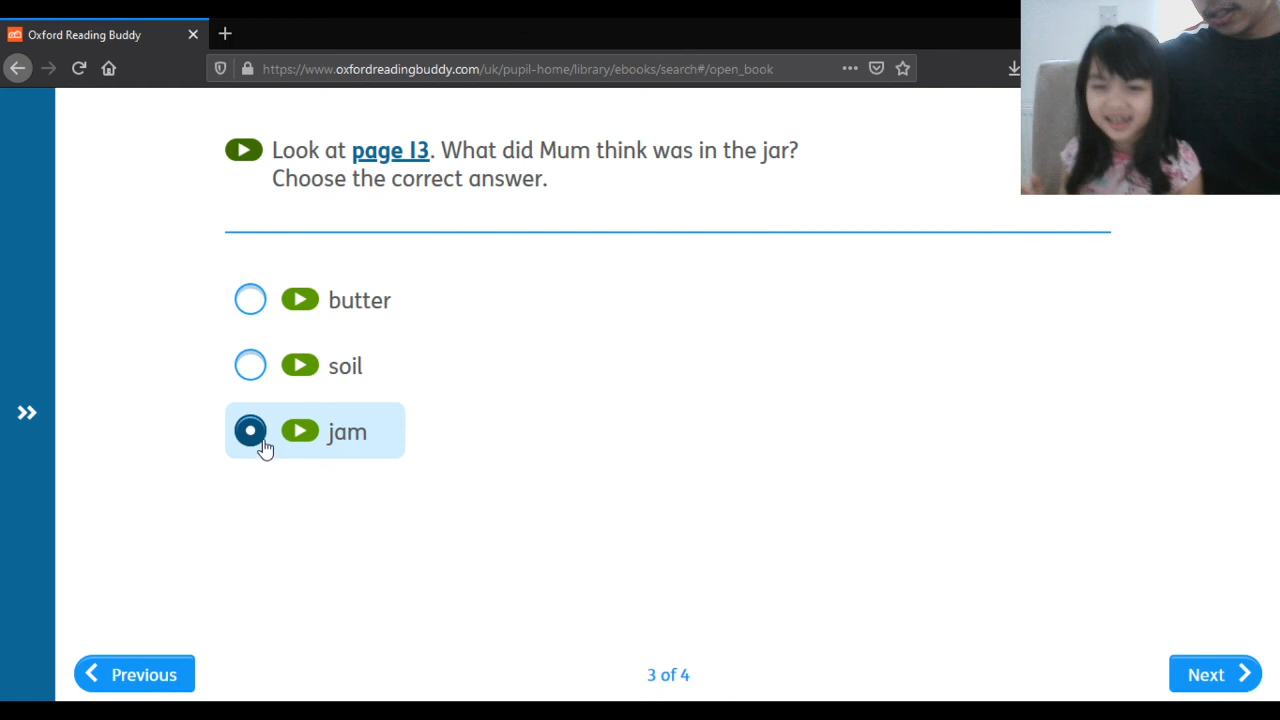 Oxford Reading Buddy
https://www.oxfordreadingbuddy.com/uk/pupil-home/library/ebooks/search#/open_book
Look at page 13. What did Mum think was in the jar?
Choose the correct answer.
butter
soil
jam
Previous
3 of 4
Next